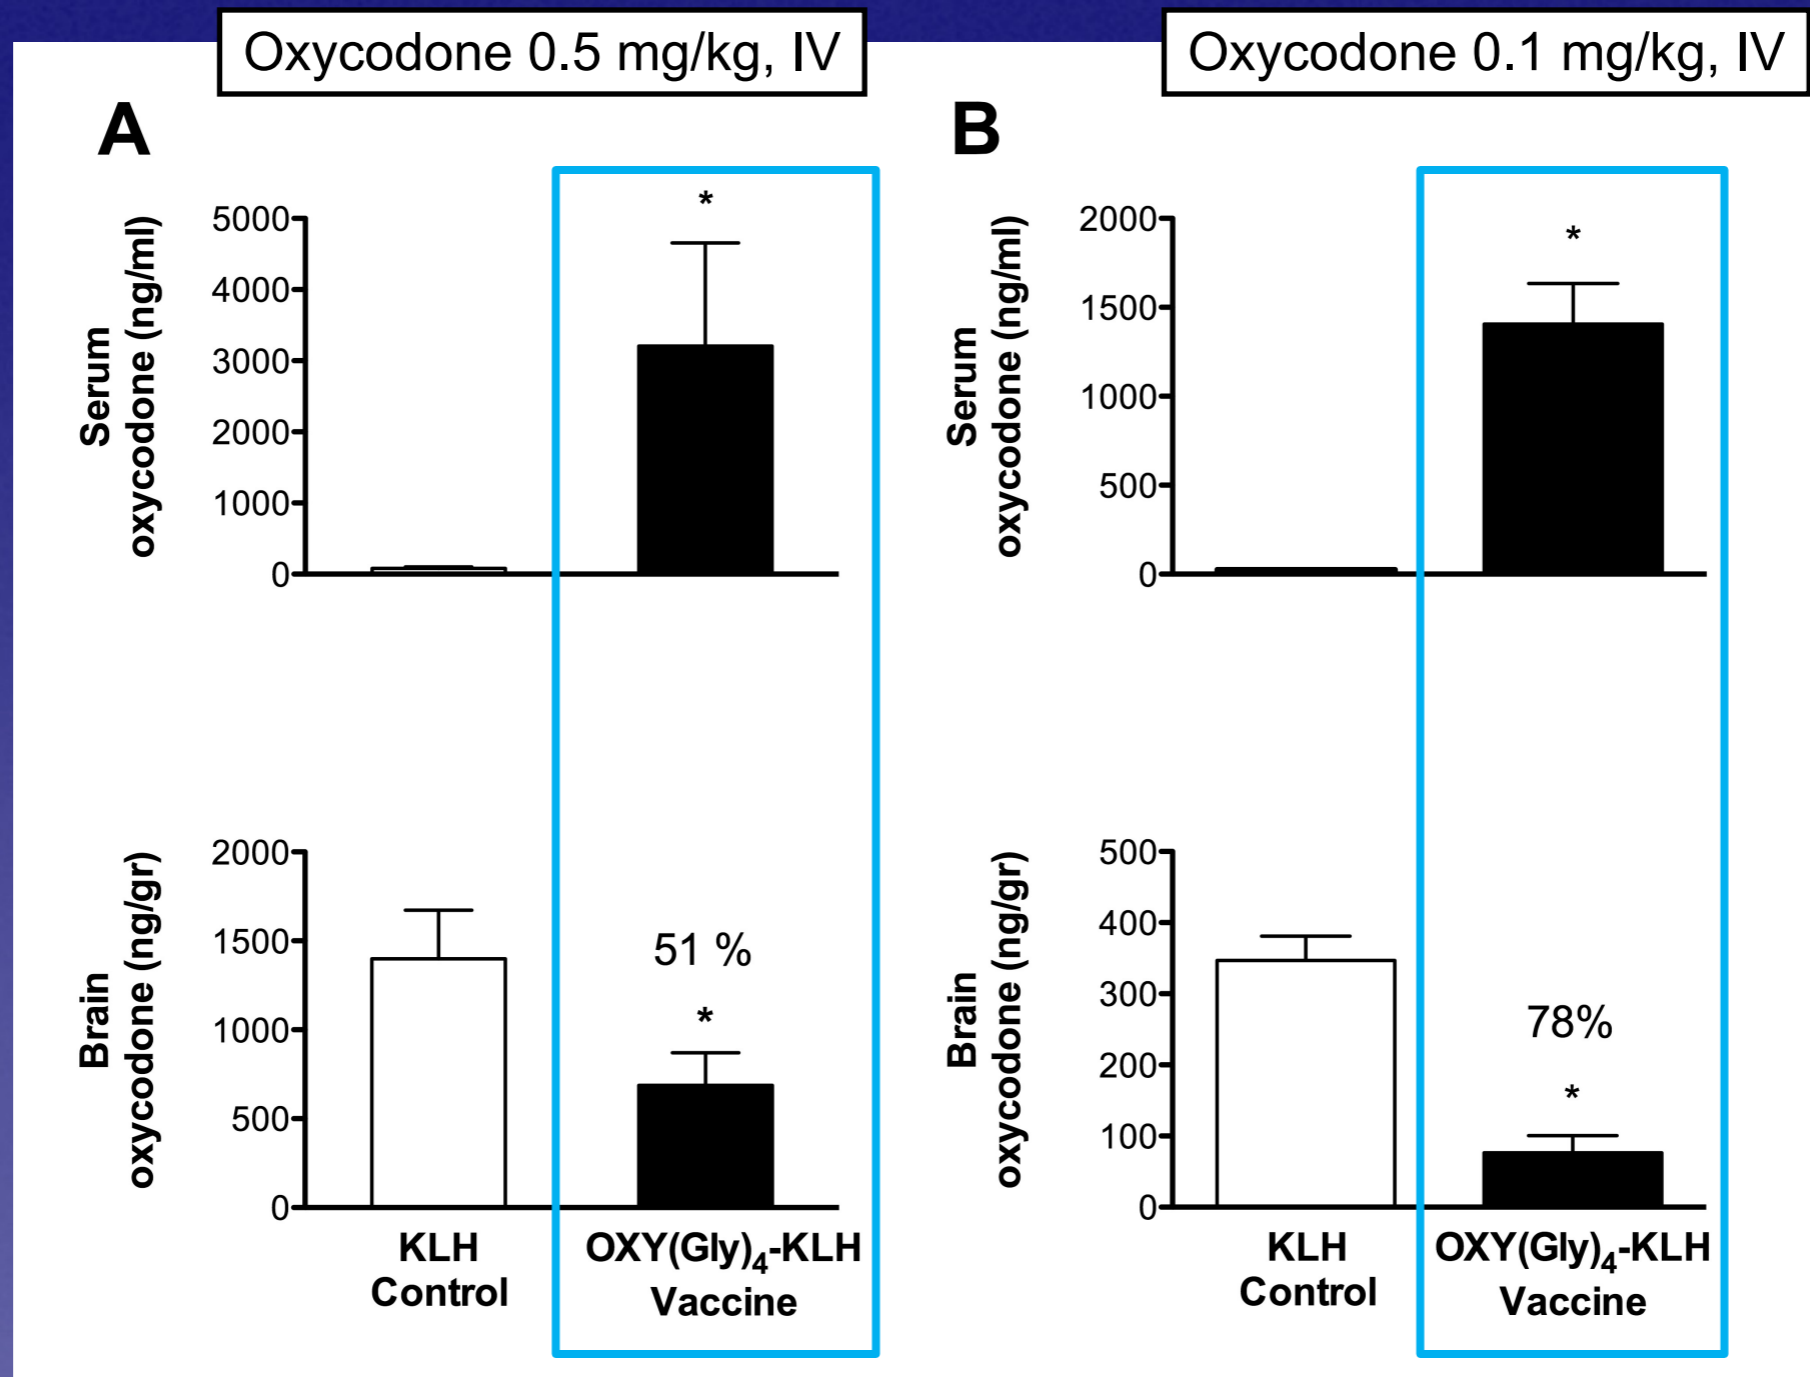 Oxycodone 0.5 mg/kg, IV
Oxycodone 0.1 mg/kg, IV
A
Serum
oxycodone (ng/ml)
5000
4000
3000
2000
1000
0
*
Brain
oxycodone (ng/gr)
2000
1500
1000
500
0
51 %
*
KLH
Control
OXY(Gly)4-KLH
Vaccine
B
Serum
oxycodone (ng/ml)
2000
1500
1000
500
0
*
Brain
oxycodone (ng/gr)
500
400
300
200
100
0
78%
*
KLH
Control
OXY(Gly)4-KLH
Vaccine